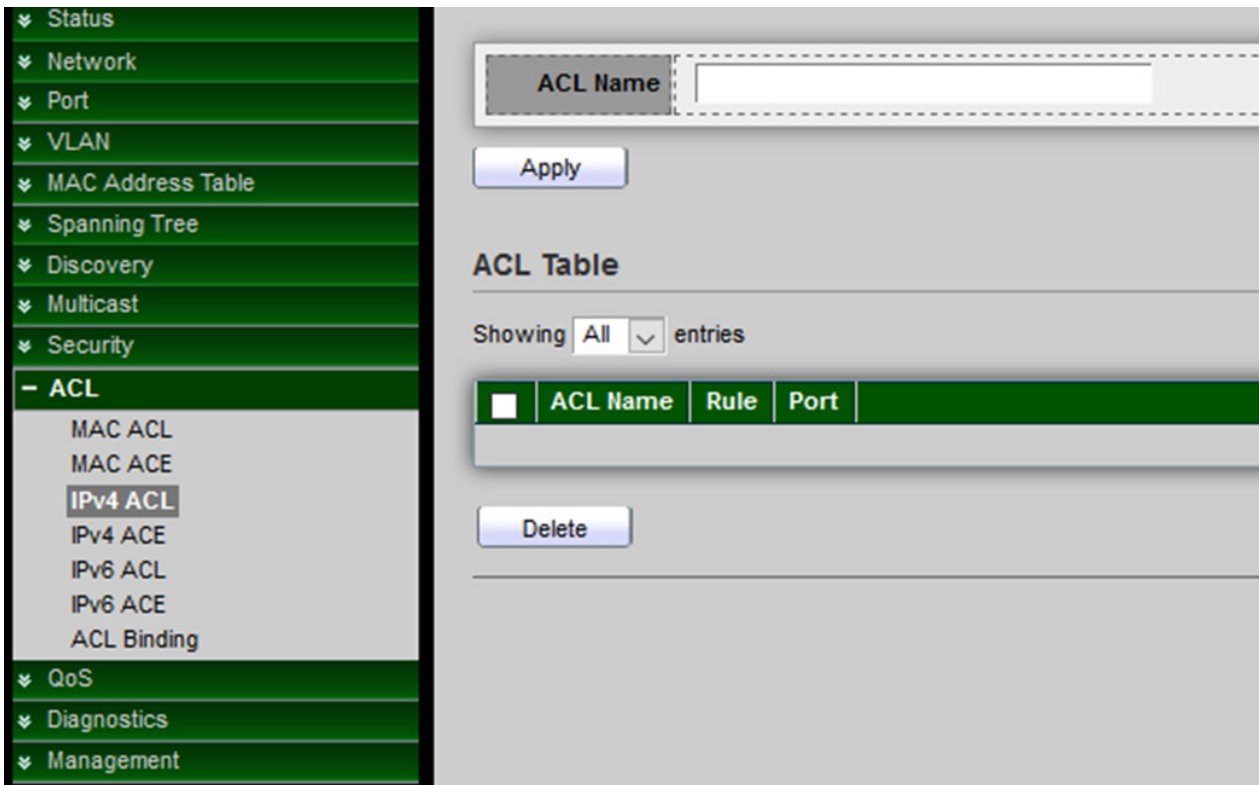 Status
Network
Port
VLAN
MAC Address Table
Spanning Tree
Discovery
Multicast
Security
ACL
MAC ACL
MAC ACE
IPv4 ACL
IPv4 ACE
IPv6 ACL
IPv6 ACE
ACL Binding
QoS
Diagnostics
Management
ACL Name
Apply
ACL Table
Showing All entries
ACL Name Rule Port
Delete